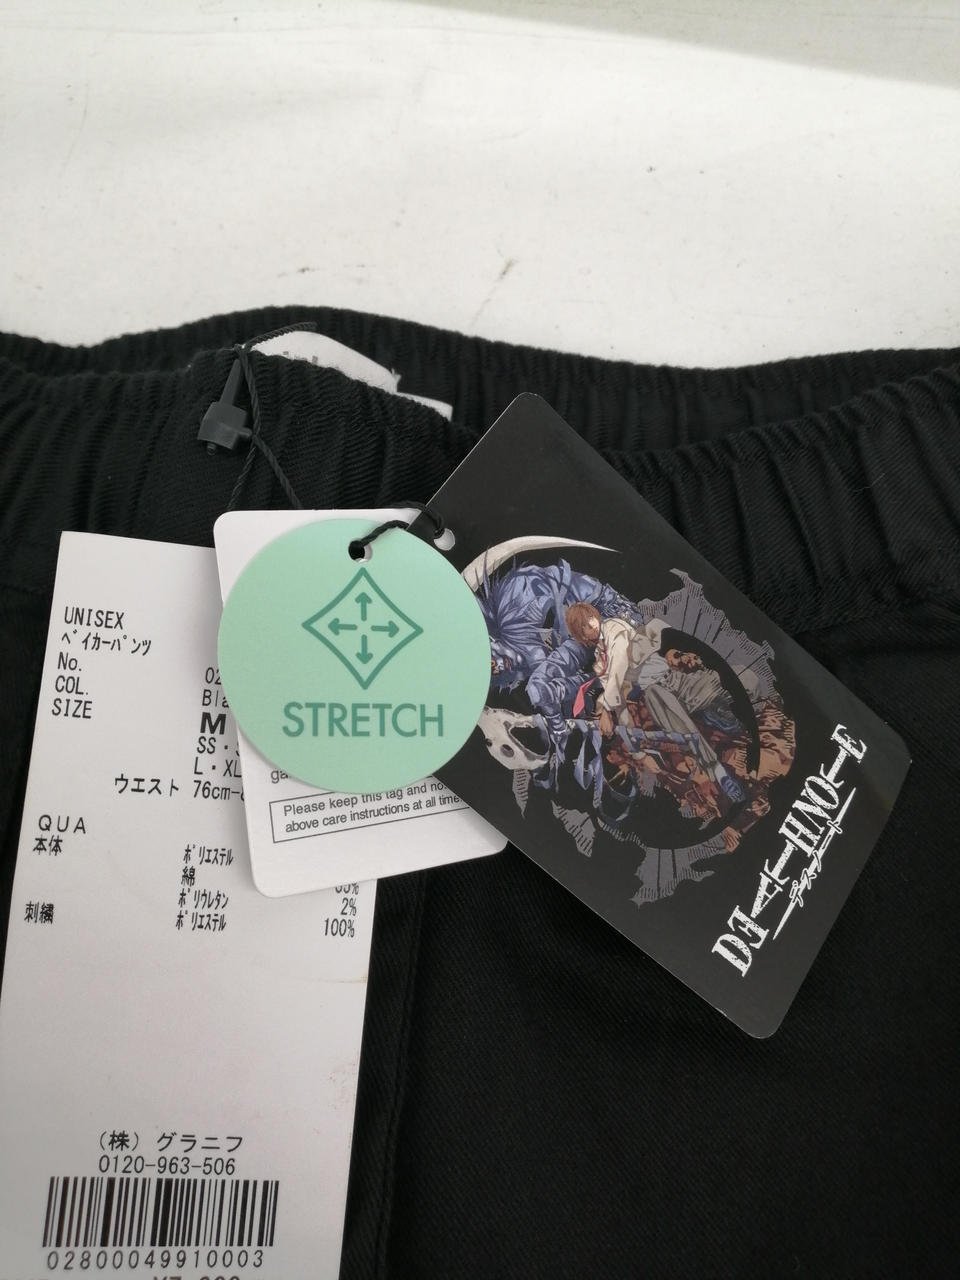 UNISEX
ベイカーパンツ
No.
COL.
SIZE
M
SS・
L・XL
ウエスト 76cm-
QUA
本体
ポリエステル
綿
ポリウレタン 2%
刺繍 ポリエステル 100%
(株) グラニフ
0120-963-506
02800049910003
STRETCH
Please keep this tag and
above care instructions at all time
DEATH NOTE
デスノート